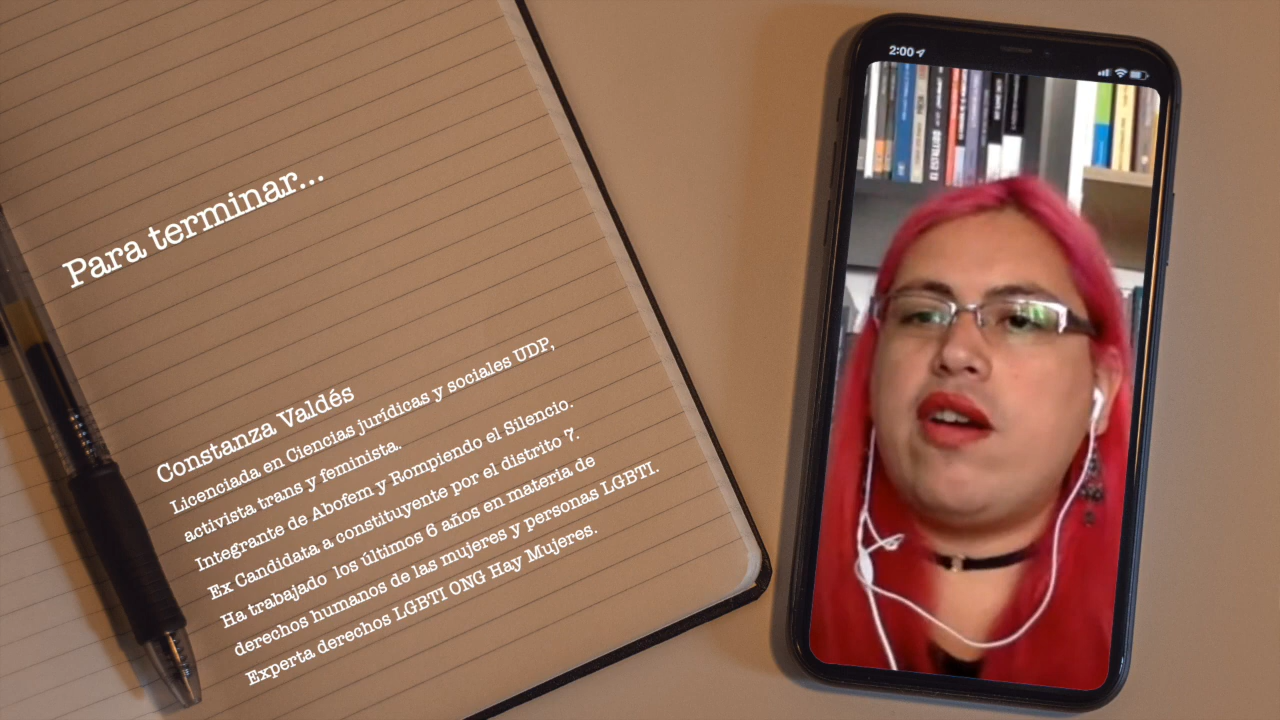 Para terminar...
Constanza Valdés
Licenciada en Ciencias jurídicas y sociales UDP,
activista trans y feminista.
Integrante de Abofem y Rompiendo el Silencio.
Ex Candidata a constituyente por el distrito 7.
Ha trabajado los últimos 6 años en materia de
derechos humanos de las mujeres y personas LGBTI.
Experta derechos LGBTI ONG Hay Mujeres.
2:00